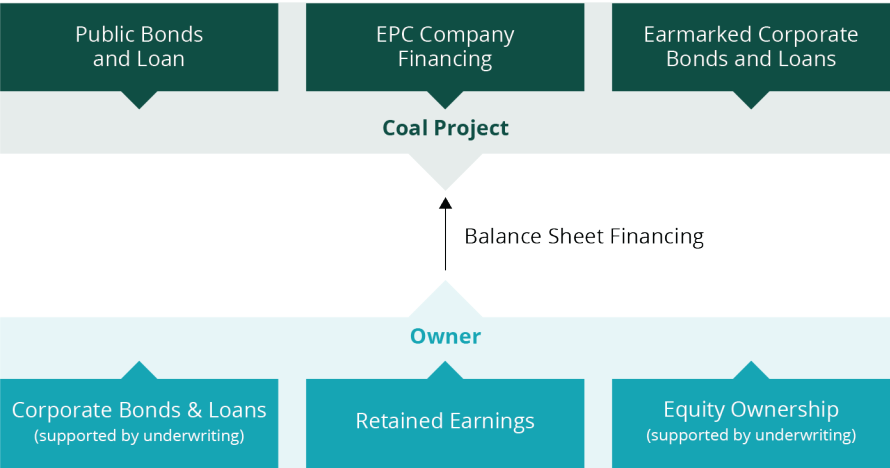 Public Bonds
and Loan
EPC Company
Financing
Earmarked Corporate
Bonds and Loans
Coal Project
Balance Sheet Financing
Owner
Corporate Bonds & Loans
(supported by underwriting)
Retained Earnings
Equity Ownership
(supported by underwriting)